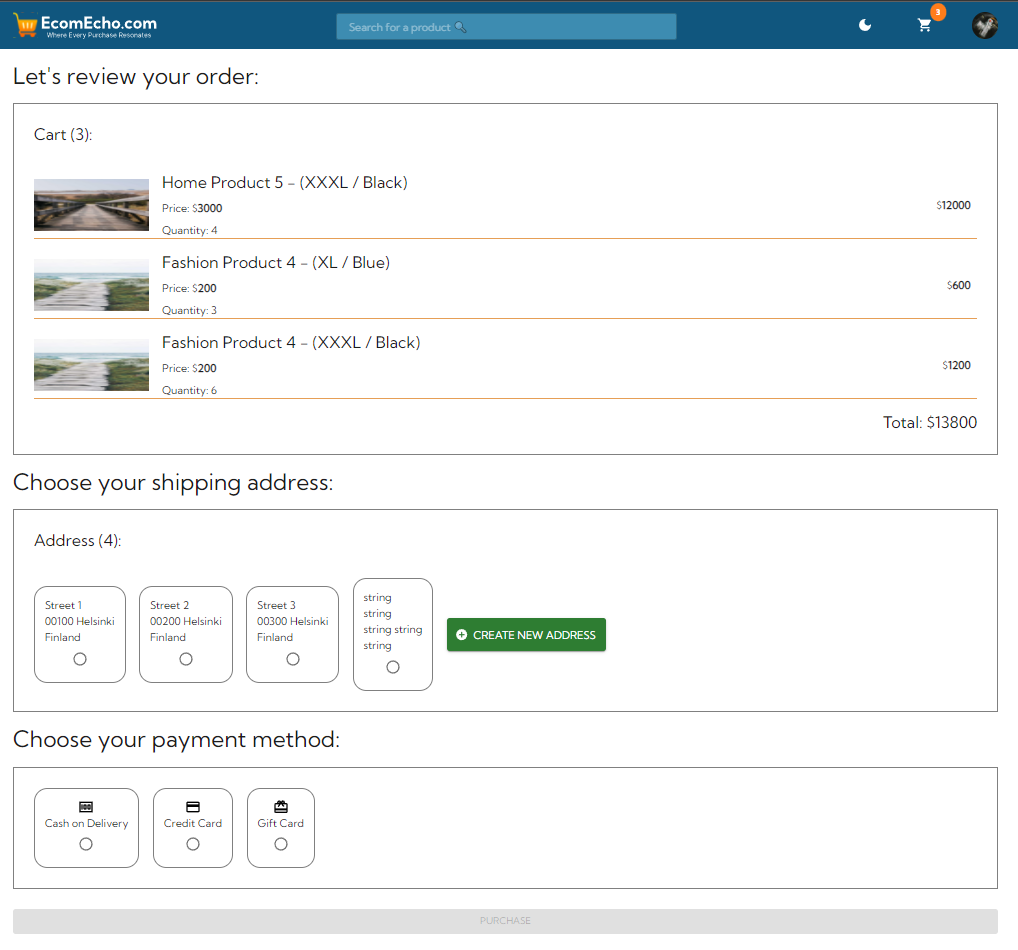 EcomEcho.com
Where Every Purchase Resonates
Search for a product
3
Let's review your order:
Cart (3):
Home Product 5 - (XXXL / Black)
Price: $3000
Quantity: 4
$12000
Fashion Product 4 - (XL / Blue)
Price: $200
Quantity: 3
$600
Fashion Product 4 - (XXXL / Black)
Price: $200
Quantity: 6
$1200
Total: $13800
Choose your shipping address:
Address (4):
Street 1
00100 Helsinki
Finland
Street 2
00200 Helsinki
Finland
Street 3
00300 Helsinki
Finland
string
string
string string
string
CREATE NEW ADDRESS
Choose your payment method:
Cash on Delivery
Credit Card
Gift Card
PURCHASE